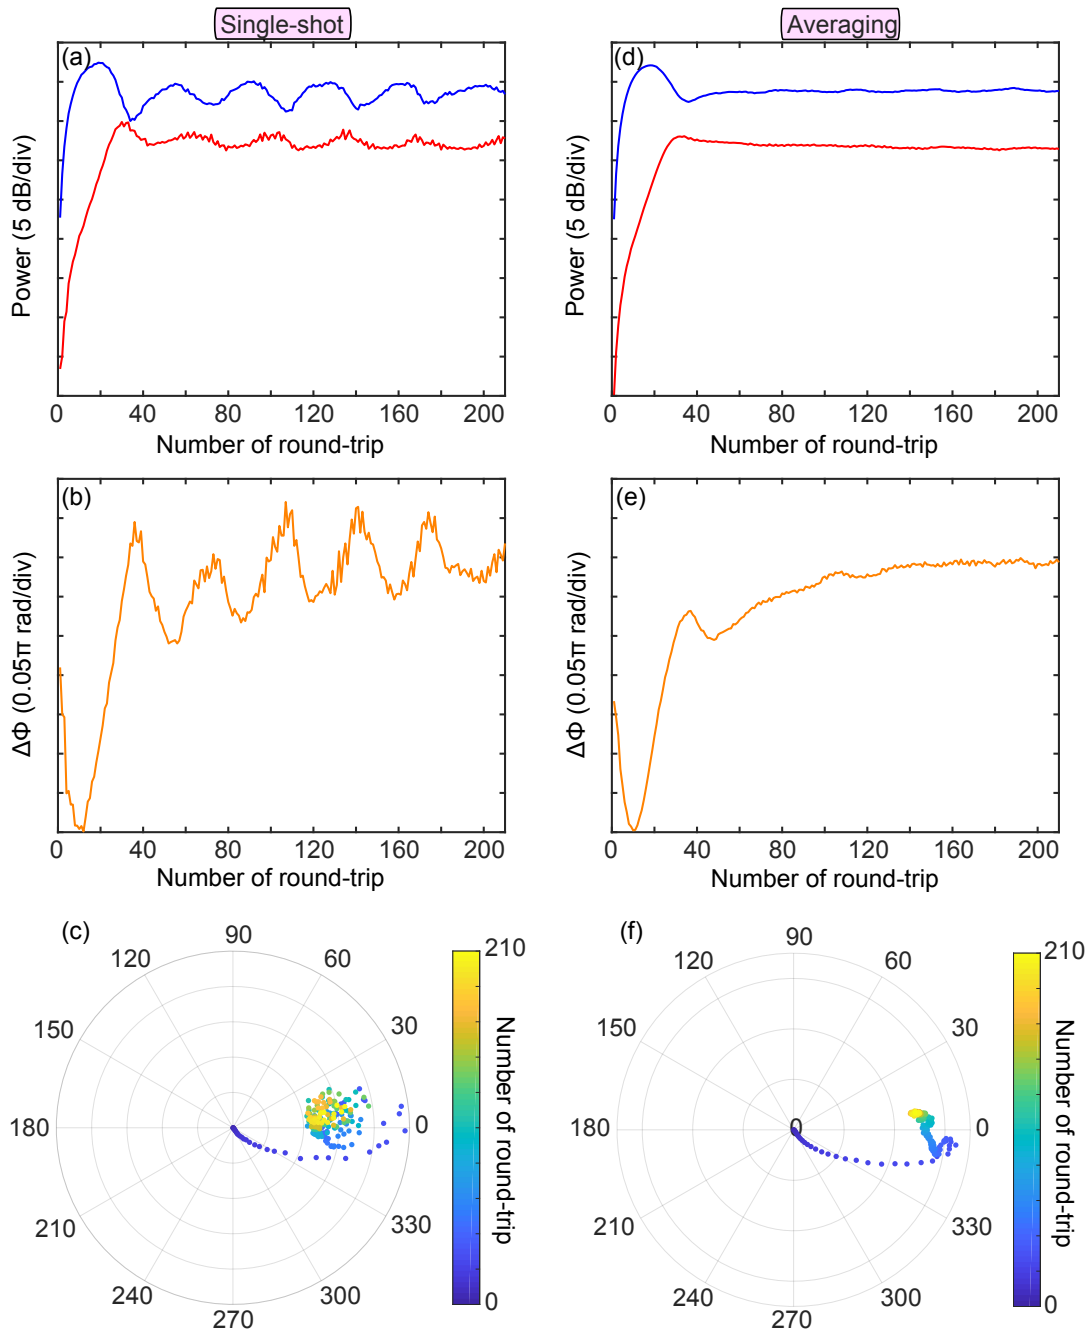 Single-shot
Averaging
(a)
Power (5 dB/div)
0 40 80 120 160 200
Number of round-trip
(d)
Power (5 dB/div)
0 40 80 120 160 200
Number of round-trip
(b)
ΔΦ (0.05π rad/div)
0 40 80 120 160 200
Number of round-trip
(e)
ΔΦ (0.05π rad/div)
0 40 80 120 160 200
Number of round-trip
(c)
90
120 60
150 30
180 0
210 330
240 300
270
210
Number of round-trip
0
(f)
90
120 60
150 30
180 0 0
210 330
240 300
270
210
Number of round-trip
0